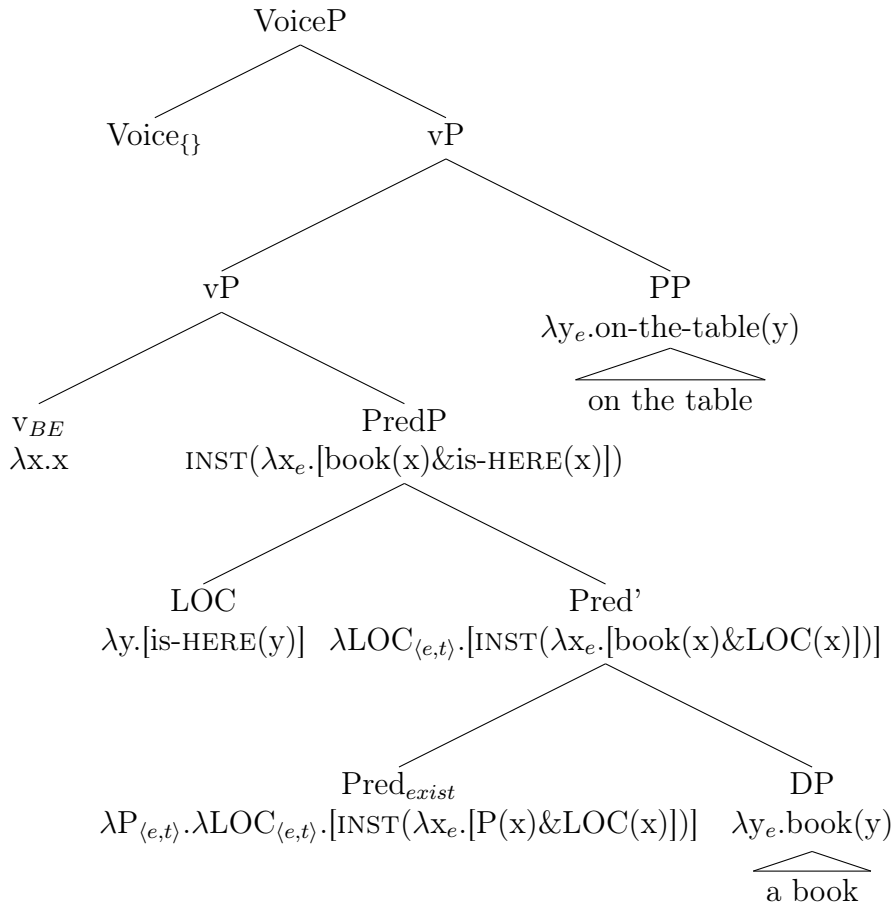 VoiceP
Voice{} vP
vP PP
λyₑ.on-the-table(y)
on the table
v_BE PredP
λx.x INST(λxₑ.[book(x)&is-HERE(x)])
LOC Pred'
λy.[is-HERE(y)] λLOC⟨e,t⟩.[INST(λxₑ.[book(x)&LOC(x)])]
Pred_exist DP
λP⟨e,t⟩.λLOC⟨e,t⟩.[INST(λxₑ.[P(x)&LOC(x)])] λyₑ.book(y)
a book